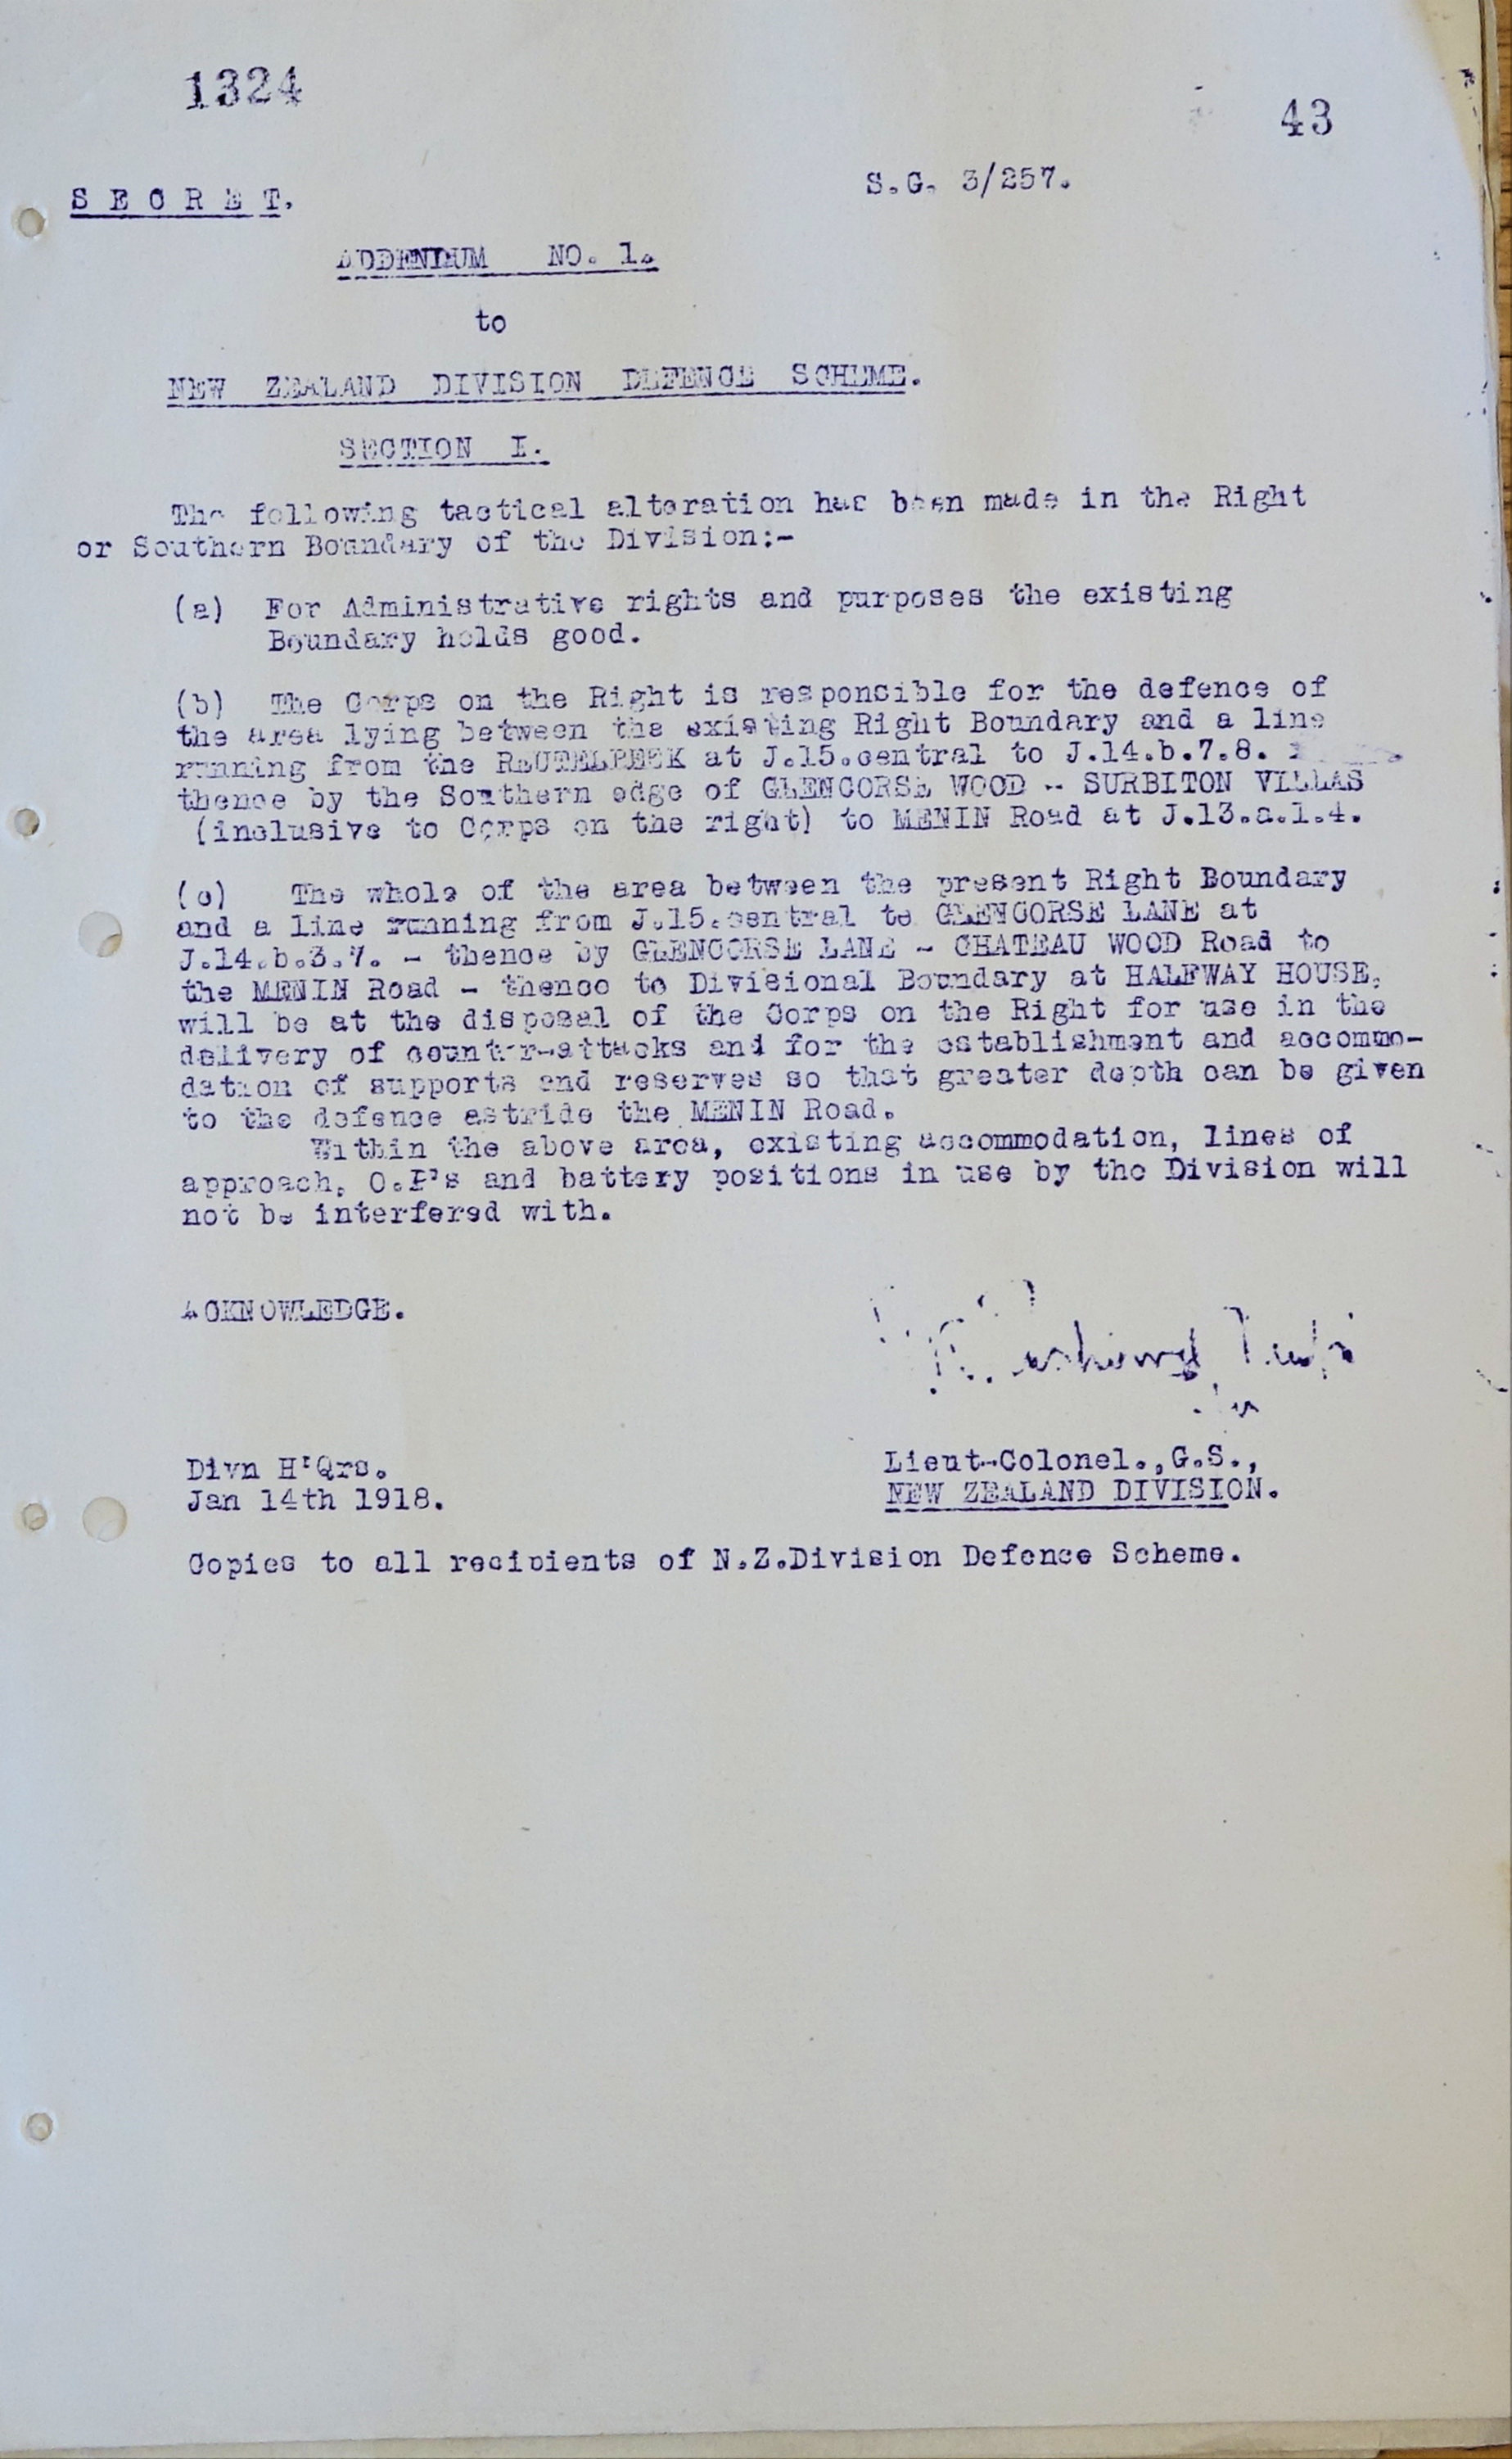 1324
43
S.G. 3/257.
S E C R E T.
ADDENDUM NO. 1.
to
NEW ZEALAND DIVISION DEFENCE SCHEME.
SECTION I.
The following tactical alteration has been made in the Right
or Southern Boundary of the Division:-
(a) For Administrative rights and purposes the existing
Boundary holds good.
(b) The Corps on the Right is responsible for the defence of
the area lying between the existing Right Boundary and a line
running from the REUTELBEEK at J.15.central to J.14.b.7.8.
thence by the Southern edge of GLENCORSE WOOD -- SURBITON VILLAS
(inclusive to Corps on the right) to MENIN Road at J.13.a.1.4.
(c) The whole of the area between the present Right Boundary
and a line running from J.15.central to GLENCORSE LANE at
J.14.b.3.7. - thence by GLENCORSE LANE - CHATEAU WOOD Road to
the MENIN Road - thence to Divisional Boundary at HALFWAY HOUSE,
will be at the disposal of the Corps on the Right for use in the
delivery of counter-attacks and for the establishment and accommo-
dation of supports and reserves so that greater depth can be given
to the defence astride the MENIN Road.
Within the above area, existing accommodation, lines of
approach, O.P's and battery positions in use by the Division will
not be interfered with.
ACKNOWLEDGE.
Divn H'Qrs.
Jan 14th 1918.
Lieut-Colonel.,G.S.,
NEW ZEALAND DIVISION.
Copies to all recipients of N.Z.Division Defence Scheme.